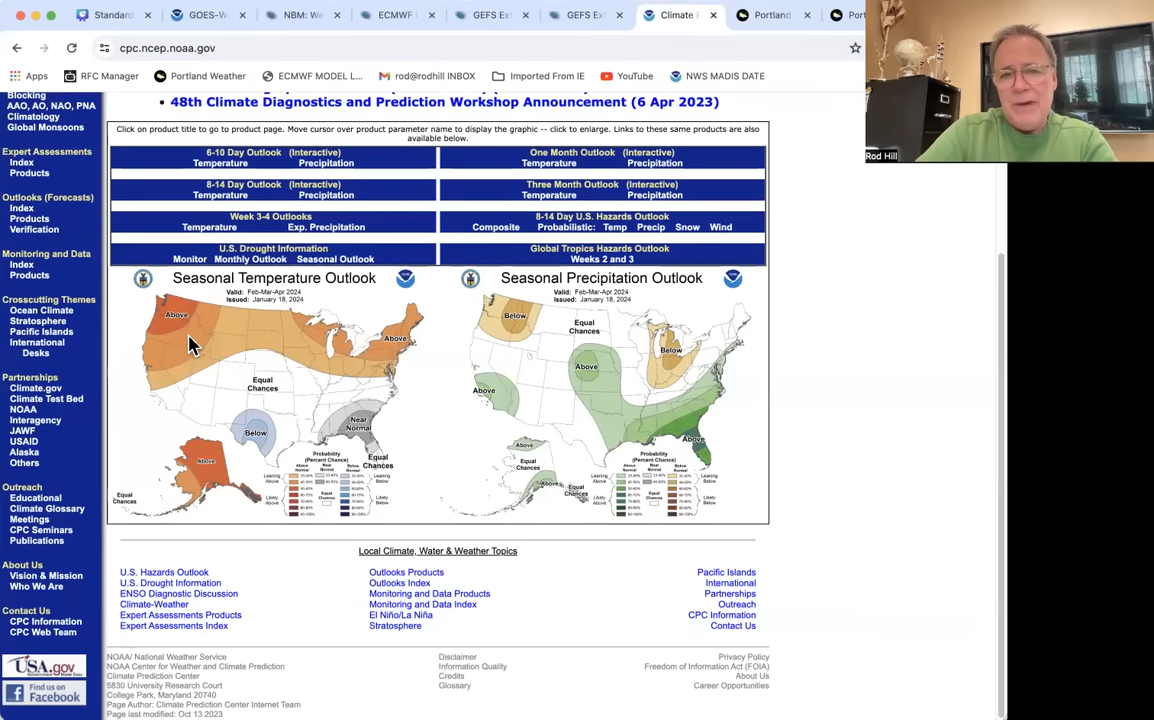 Standard
GOES-W
NBM: We
ECMWF
GEFS Ex
GEFS Ex
Climate
Portland
Port
cpc.ncep.noaa.gov
Apps
RFC Manager
Portland Weather
ECMWF MODEL L...
rod@rodhill INBOX
Imported From IE
YouTube
NWS MADIS DATE
Rod Hill
Blocking
AAO, AO, NAO, PNA
Climatology
Global Monsoons
Expert Assessments
Index
Products
Outlooks (Forecasts)
Index
Products
Verification
Monitoring and Data
Index
Products
Crosscutting Themes
Ocean Climate
Stratosphere
Pacific Islands
International
Desks
Partnerships
Climate.gov
Climate Test Bed
NOAA
Interagency
JAWF
USAID
Alaska
Others
Outreach
Educational
Climate Glossary
Meetings
CPC Seminars
Publications
About Us
Vision & Mission
Who We Are
Contact Us
CPC Information
CPC Web Team
USA.gov
Find us on
Facebook
• 48th Climate Diagnostics and Prediction Workshop Announcement (6 Apr 2023)
Click on product title to go to product page. Move cursor over product parameter name to display the graphic -- click to enlarge. Links to these same products are also
available below.
6-10 Day Outlook (Interactive)
Temperature Precipitation
One Month Outlook (Interactive)
Temperature Precipitation
8-14 Day Outlook (Interactive)
Temperature Precipitation
Three Month Outlook (Interactive)
Temperature Precipitation
Week 3-4 Outlooks
Temperature Exp. Precipitation
8-14 Day U.S. Hazards Outlook
Composite Probabilistic: Temp Precip Snow Wind
U.S. Drought Information
Monitor Monthly Outlook Seasonal Outlook
Global Tropics Hazards Outlook
Weeks 2 and 3
Seasonal Temperature Outlook
Valid: Feb-Mar-Apr 2024
Issued: January 18, 2024
Above
Above
Equal
Chances
Below
Near
Normal
Equal
Chances
Above
Equal
Chances
Probability
(Percent Chance)
Seasonal Precipitation Outlook
Valid: Feb-Mar-Apr 2024
Issued: January 18, 2024
Below
Equal
Chances
Below
Above
Above
Above
Above
Equal
Chances
Above
Equal
Chances
Probability
(Percent Chance)
Local Climate, Water & Weather Topics
U.S. Hazards Outlook
U.S. Drought Information
ENSO Diagnostic Discussion
Climate-Weather
Expert Assessments Products
Expert Assessments Index
Outlooks Products
Outlooks Index
Monitoring and Data Products
Monitoring and Data Index
El Niño/La Niña
Stratosphere
Pacific Islands
International
Partnerships
Outreach
CPC Information
Contact Us
NOAA/ National Weather Service
NOAA Center for Weather and Climate Prediction
Climate Prediction Center
5830 University Research Court
College Park, Maryland 20740
Page Author: Climate Prediction Center Internet Team
Page last modified: Oct 13 2023
Disclaimer
Information Quality
Credits
Glossary
Privacy Policy
Freedom of Information Act (FOIA)
About Us
Career Opportunities